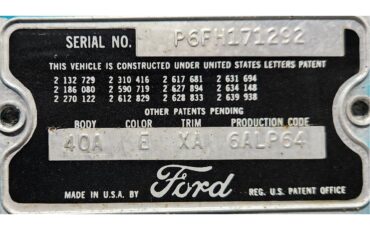 SERIAL NO. P6FH171292
THIS VEHICLE IS CONSTRUCTED UNDER UNITED STATES LETTERS PATENT
2 132 729 2 310 416 2 617 681 2 631 694
2 186 080 2 590 719 2 627 894 2 634 148
2 270 122 2 612 829 2 628 833 2 639 938
OTHER PATENTS PENDING
BODY COLOR TRIM PRODUCTION CODE
40A E XA 6ALP64
MADE IN U.S.A. BY Ford REG. U.S. PATENT OFFICE